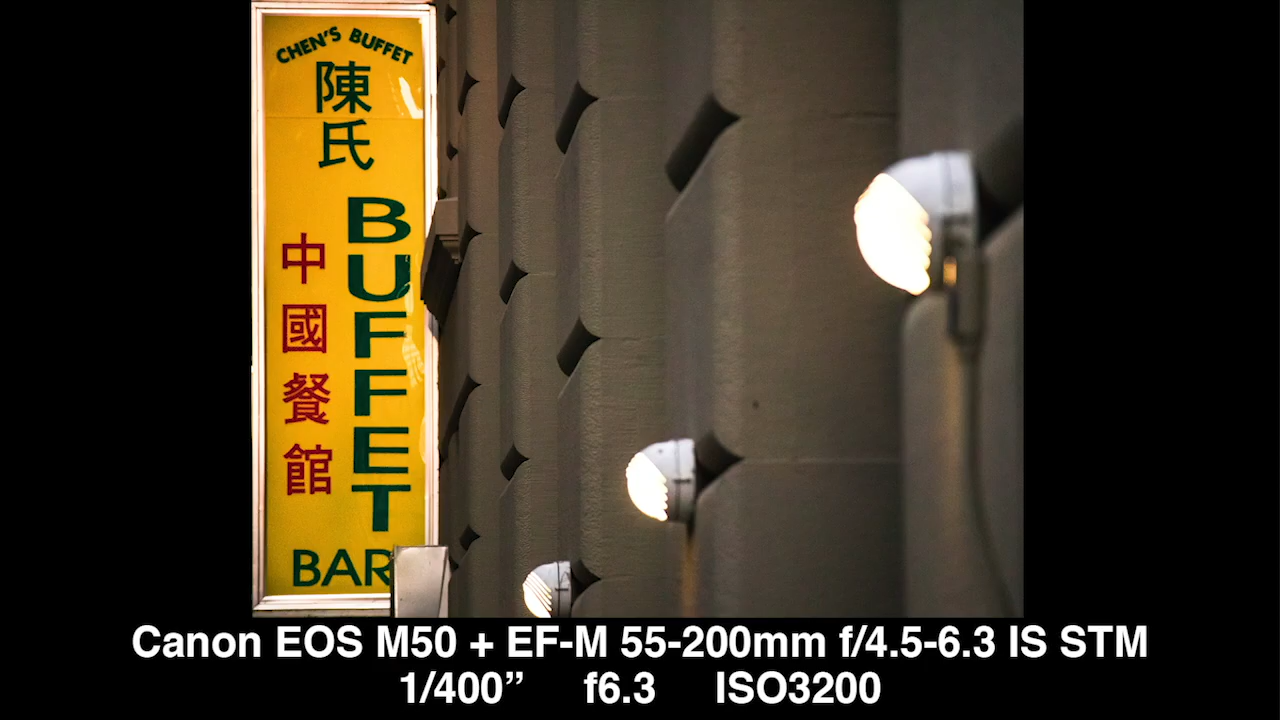 CHEN'S BUFFET
陳氏
中國餐館
BUFFET
BAR
Canon EOS M50 + EF-M 55-200mm f/4.5-6.3 IS STM
1/400” f6.3 ISO3200